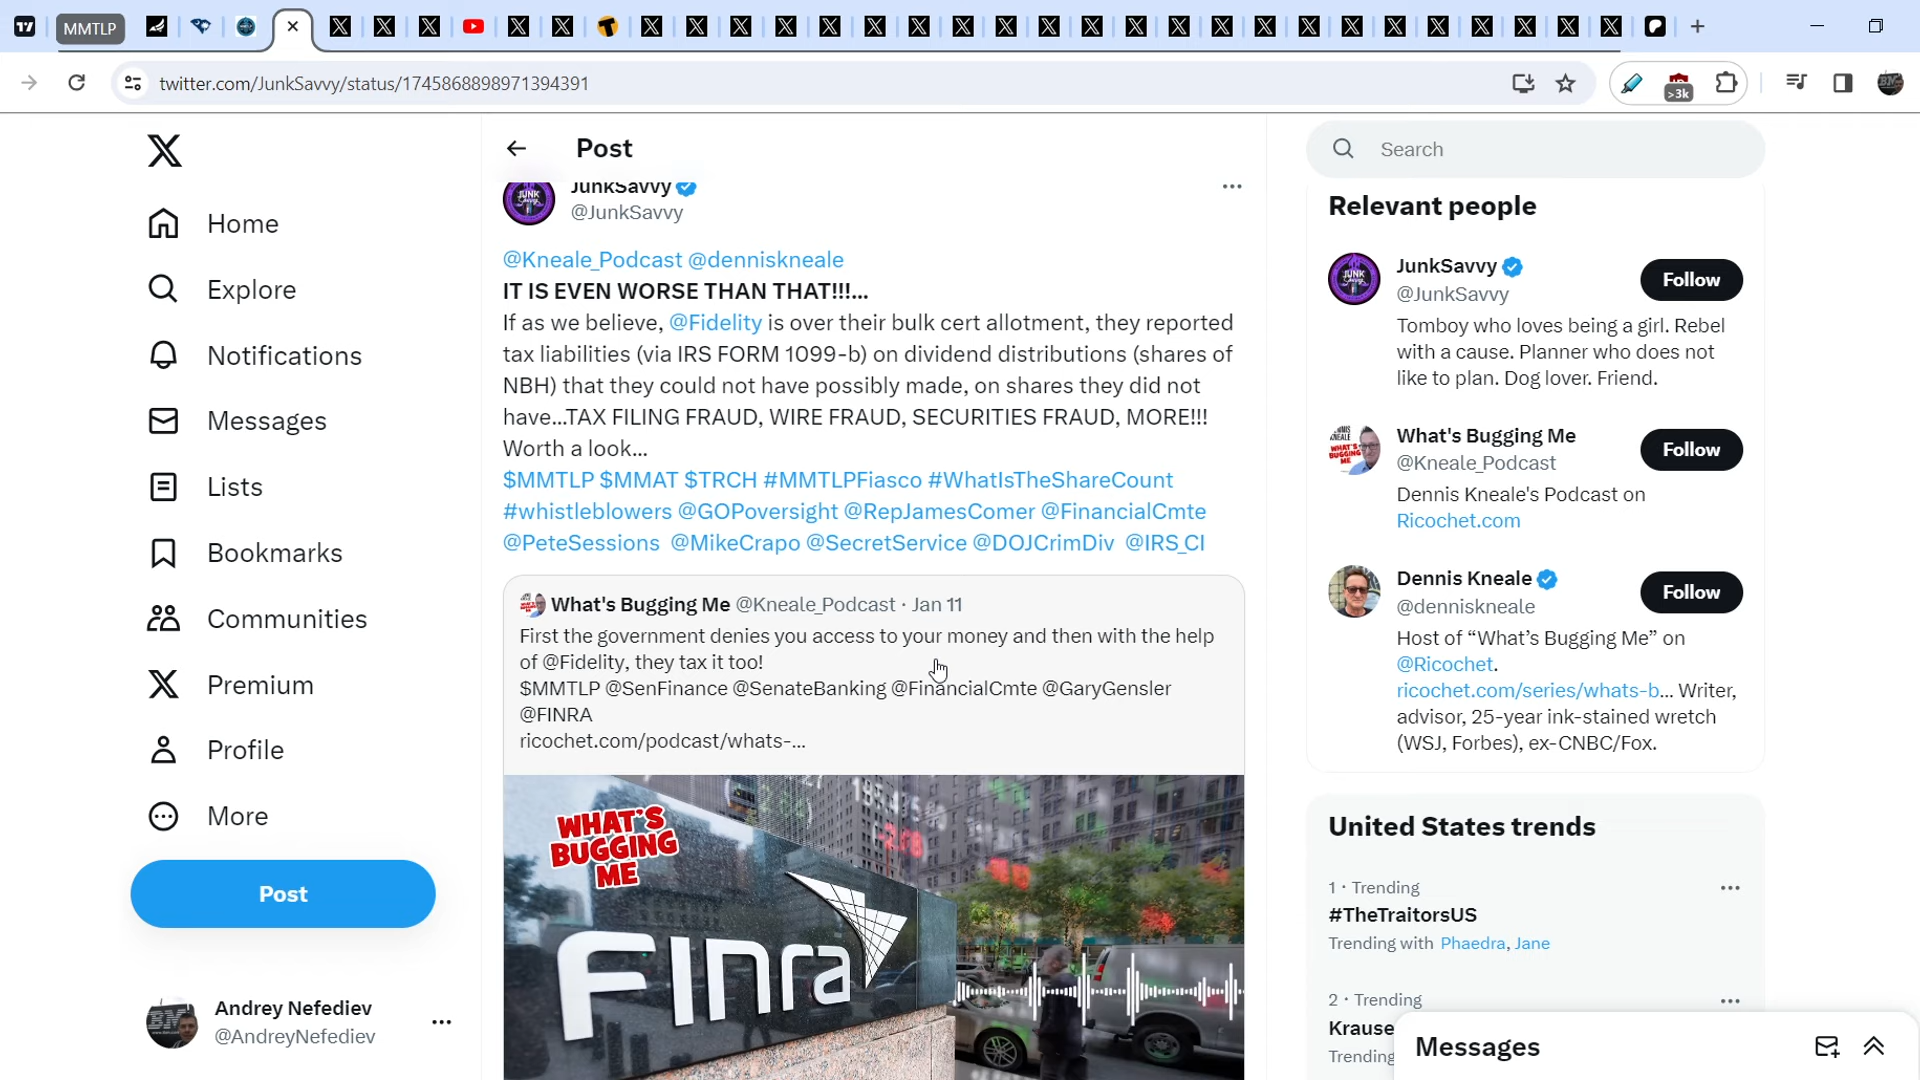 MMTLP
twitter.com/JunkSavvy/status/1745868898971394391
>3k
Home
Explore
Notifications
Messages
Lists
Bookmarks
Communities
Premium
Profile
More
Post
Andrey Nefediev
@AndreyNefediev
Post
JunkSavvy
@JunkSavvy
@Kneale_Podcast @denniskneale
IT IS EVEN WORSE THAN THAT!!!...
If as we believe, @Fidelity is over their bulk cert allotment, they reported
tax liabilities (via IRS FORM 1099-b) on dividend distributions (shares of
NBH) that they could not have possibly made, on shares they did not
have...TAX FILING FRAUD, WIRE FRAUD, SECURITIES FRAUD, MORE!!!
Worth a look...
$MMTLP $MMAT $TRCH #MMTLPFiasco #WhatIsTheShareCount
#whistleblowers @GOPoversight @RepJamesComer @FinancialCmte
@PeteSessions @MikeCrapo @SecretService @DOJCrimDiv @IRS_CI
What's Bugging Me @Kneale_Podcast · Jan 11
First the government denies you access to your money and then with the help
of @Fidelity, they tax it too!
$MMTLP @SenFinance @SenateBanking @FinancialCmte @GaryGensler
@FINRA
ricochet.com/podcast/whats-...
WHAT'S
BUGGING
ME
Finra
Search
Relevant people
JunkSavvy
@JunkSavvy
Follow
Tomboy who loves being a girl. Rebel
with a cause. Planner who does not
like to plan. Dog lover. Friend.
What's Bugging Me
@Kneale_Podcast
Follow
Dennis Kneale's Podcast on
Ricochet.com
Dennis Kneale
@denniskneale
Follow
Host of “What’s Bugging Me” on
@Ricochet.
ricochet.com/series/whats-b... Writer,
advisor, 25-year ink-stained wretch
(WSJ, Forbes), ex-CNBC/Fox.
United States trends
1 · Trending
#TheTraitorsUS
Trending with Phaedra, Jane
2 · Trending
Krause
Trending
Messages